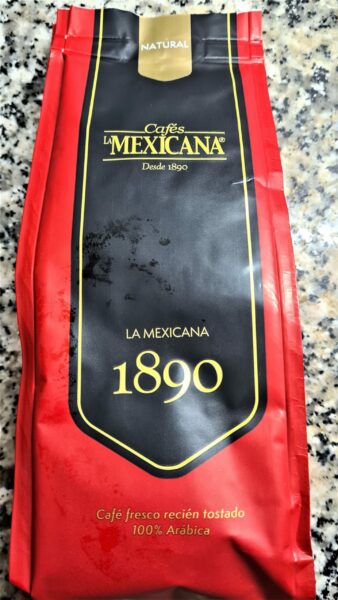 NATURAL
Cafés
LA MEXICANA®
Desde 1890
LA MEXICANA
1890
Café fresco recién tostado
100% Arábica